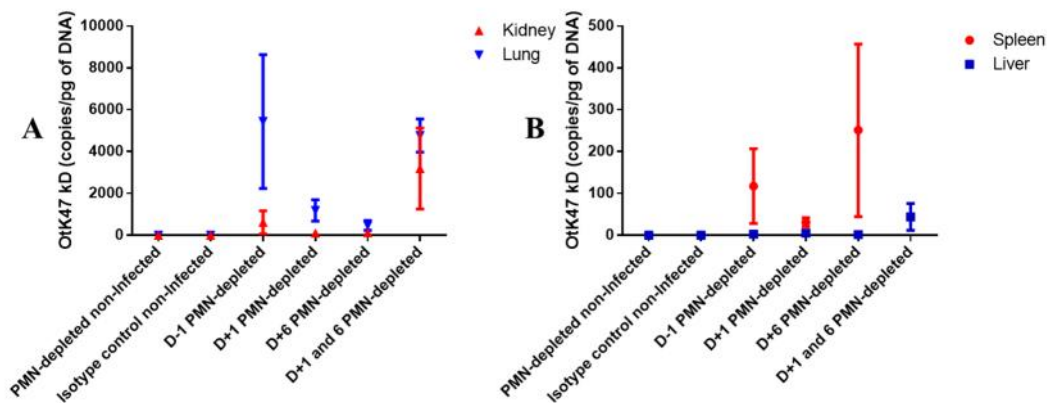 A
OtK47 kD (copies/pg of DNA)
10000
8000
6000
4000
2000
0
Kidney
Lung
PMN-depleted non-Infected
Isotype control non-Infected
D-1 PMN-depleted
D+1 PMN-depleted
D+6 PMN-depleted
D+1 and 6 PMN-depleted
B
OtK47 kD (copies/pg of DNA)
500
400
300
200
100
0
Spleen
Liver
PMN-depleted non-Infected
Isotype control non-Infected
D-1 PMN-depleted
D+1 PMN-depleted
D+6 PMN-depleted
D+1 and 6 PMN-depleted